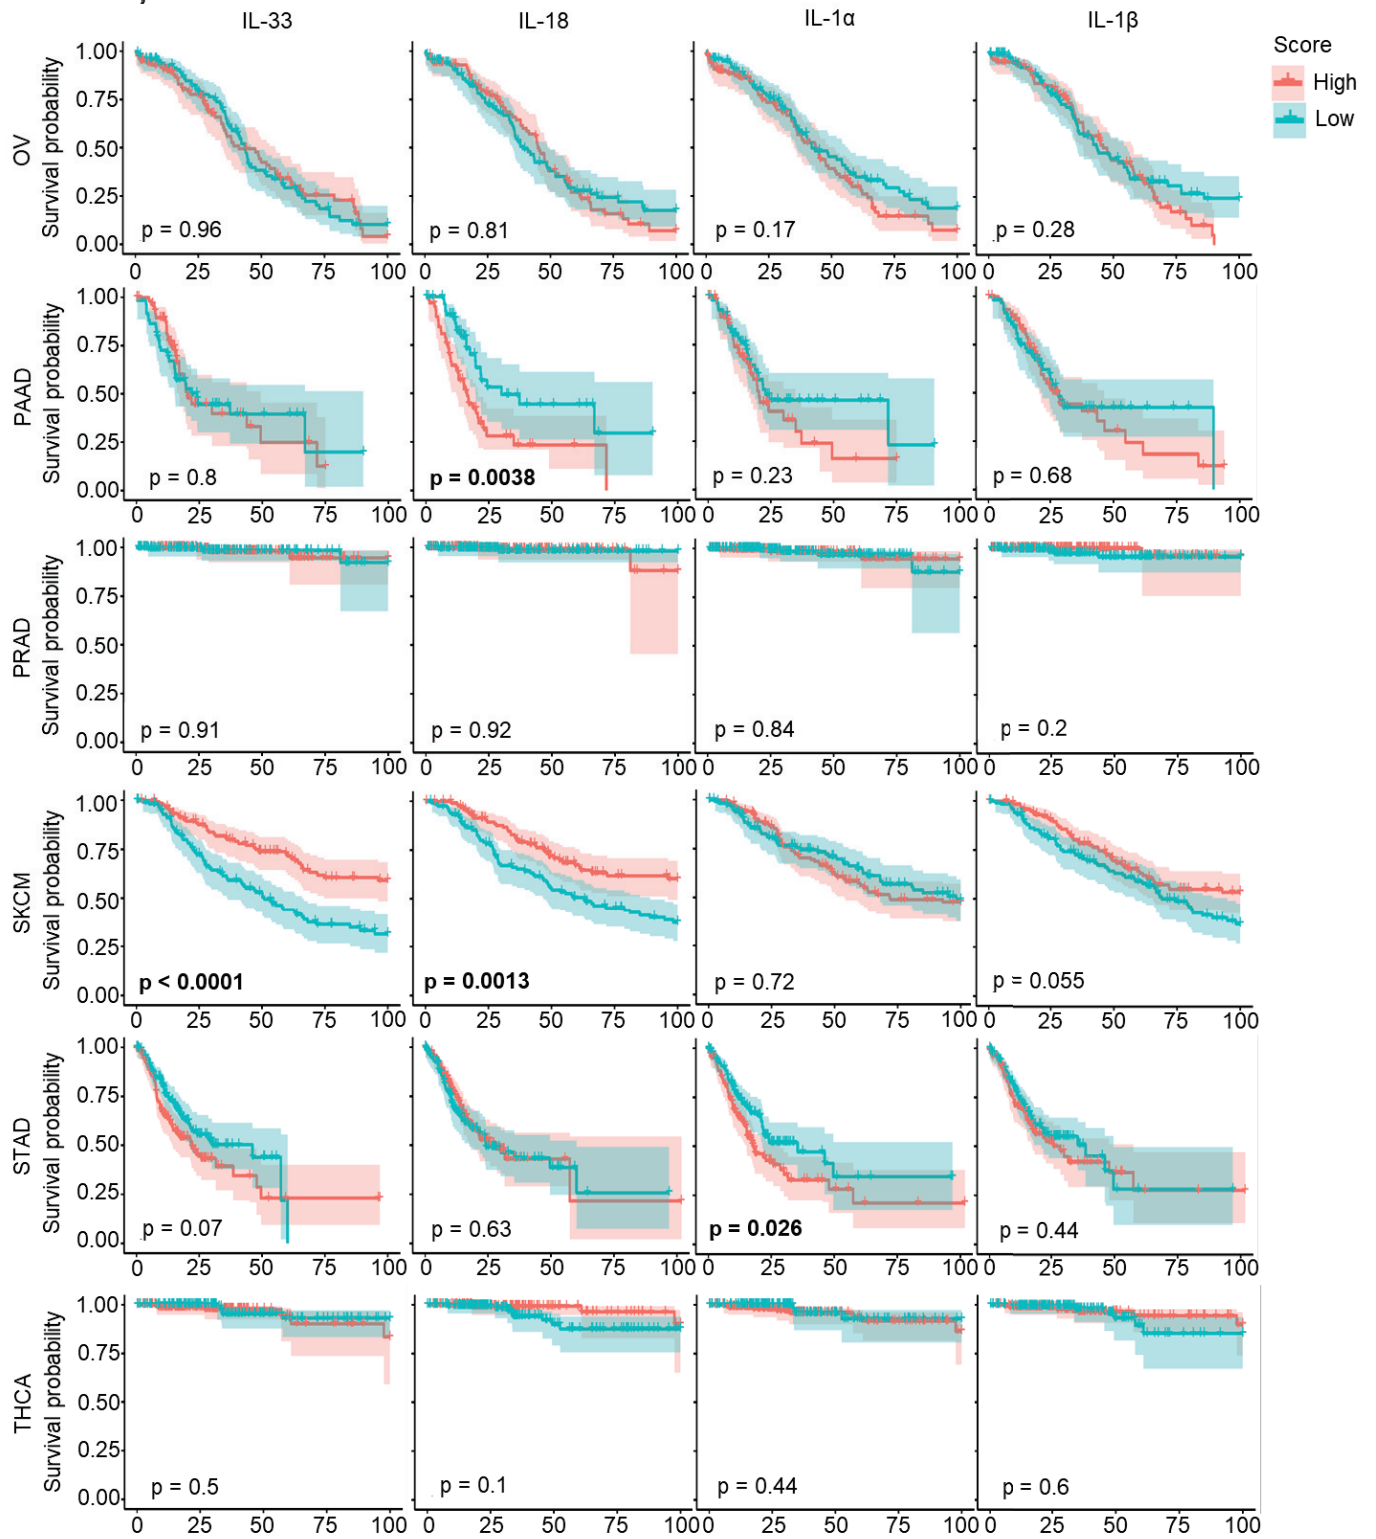 IL-33 IL-18 IL-1α IL-1β
Score
High
Low
OV
Survival probability
1.00
0.75
0.50
0.25
0.00
p = 0.96
p = 0.81
p = 0.17
p = 0.28
0 25 50 75 100 0 25 50 75 100 0 25 50 75 100 0 25 50 75 100
PAAD
Survival probability
1.00
0.75
0.50
0.25
0.00
p = 0.8
p = 0.0038
p = 0.23
p = 0.68
0 25 50 75 100 0 25 50 75 100 0 25 50 75 100 0 25 50 75 100
PRAD
Survival probability
1.00
0.75
0.50
0.25
0.00
p = 0.91
p = 0.92
p = 0.84
p = 0.2
0 25 50 75 100 0 25 50 75 100 0 25 50 75 100 0 25 50 75 100
SKCM
Survival probability
1.00
0.75
0.50
0.25
0.00
p < 0.0001
p = 0.0013
p = 0.72
p = 0.055
0 25 50 75 100 0 25 50 75 100 0 25 50 75 100 0 25 50 75 100
STAD
Survival probability
1.00
0.75
0.50
0.25
0.00
p = 0.07
p = 0.63
p = 0.026
p = 0.44
0 25 50 75 100 0 25 50 75 100 0 25 50 75 100 0 25 50 75 100
THCA
Survival probability
1.00
0.75
0.50
0.25
0.00
p = 0.5
p = 0.1
p = 0.44
p = 0.6
0 25 50 75 100 0 25 50 75 100 0 25 50 75 100 0 25 50 75 100